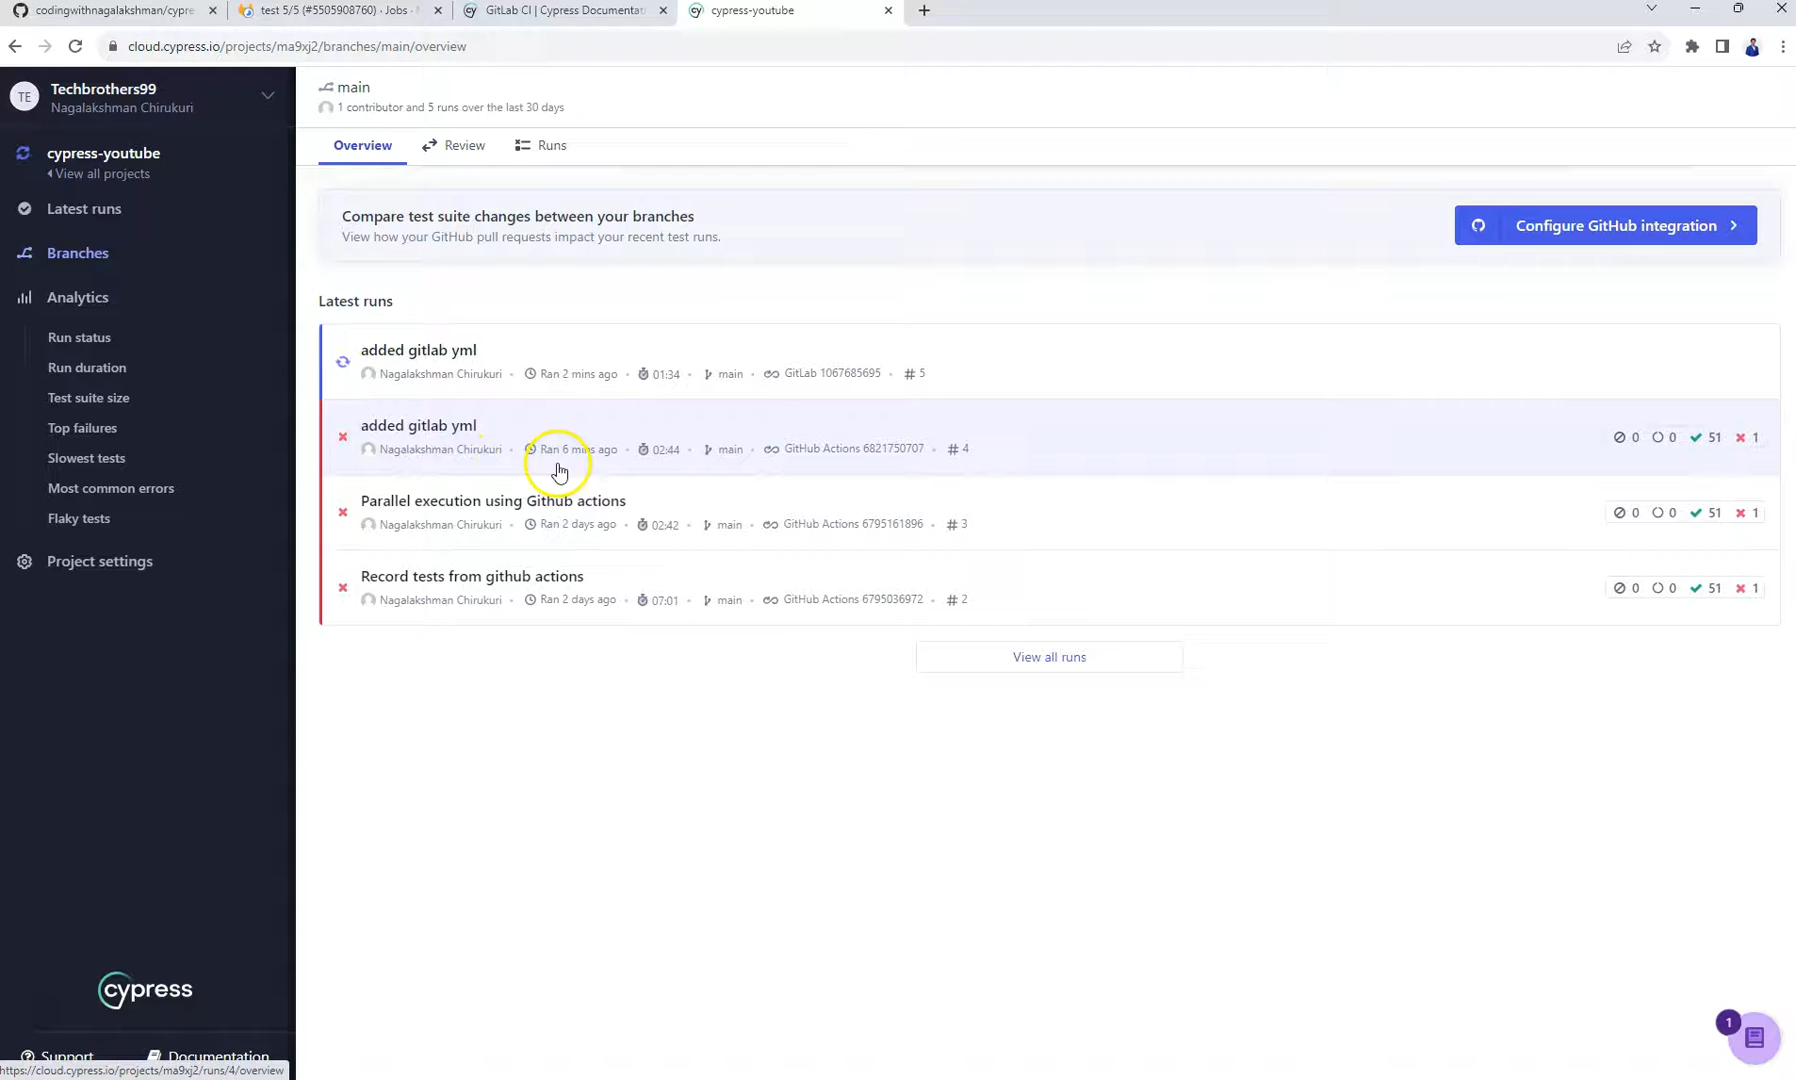 codingwithnagalakshman/cypre
test 5/5 (#5505908760) · Jobs ·
GitLab CI | Cypress Documentat
cypress-youtube
cloud.cypress.io/projects/ma9xj2/branches/main/overview
TE
Techbrothers99
Nagalakshman Chirukuri
cypress-youtube
View all projects
Latest runs
Branches
Analytics
Run status
Run duration
Test suite size
Top failures
Slowest tests
Most common errors
Flaky tests
Project settings
cypress
Support
Documentation
https://cloud.cypress.io/projects/ma9xj2/runs/4/overview
main
1 contributor and 5 runs over the last 30 days
Overview Review Runs
Compare test suite changes between your branches
View how your GitHub pull requests impact your recent test runs.
Configure GitHub integration
Latest runs
added gitlab yml
Nagalakshman Chirukuri • Ran 2 mins ago • 01:34 • main • GitLab 1067685695 • # 5
added gitlab yml
Nagalakshman Chirukuri • Ran 6 mins ago • 02:44 • main • GitHub Actions 6821750707 • # 4
0 0 51 1
Parallel execution using Github actions
Nagalakshman Chirukuri • Ran 2 days ago • 02:42 • main • GitHub Actions 6795161896 • # 3
0 0 51 1
Record tests from github actions
Nagalakshman Chirukuri • Ran 2 days ago • 07:01 • main • GitHub Actions 6795036972 • # 2
0 0 51 1
View all runs
1